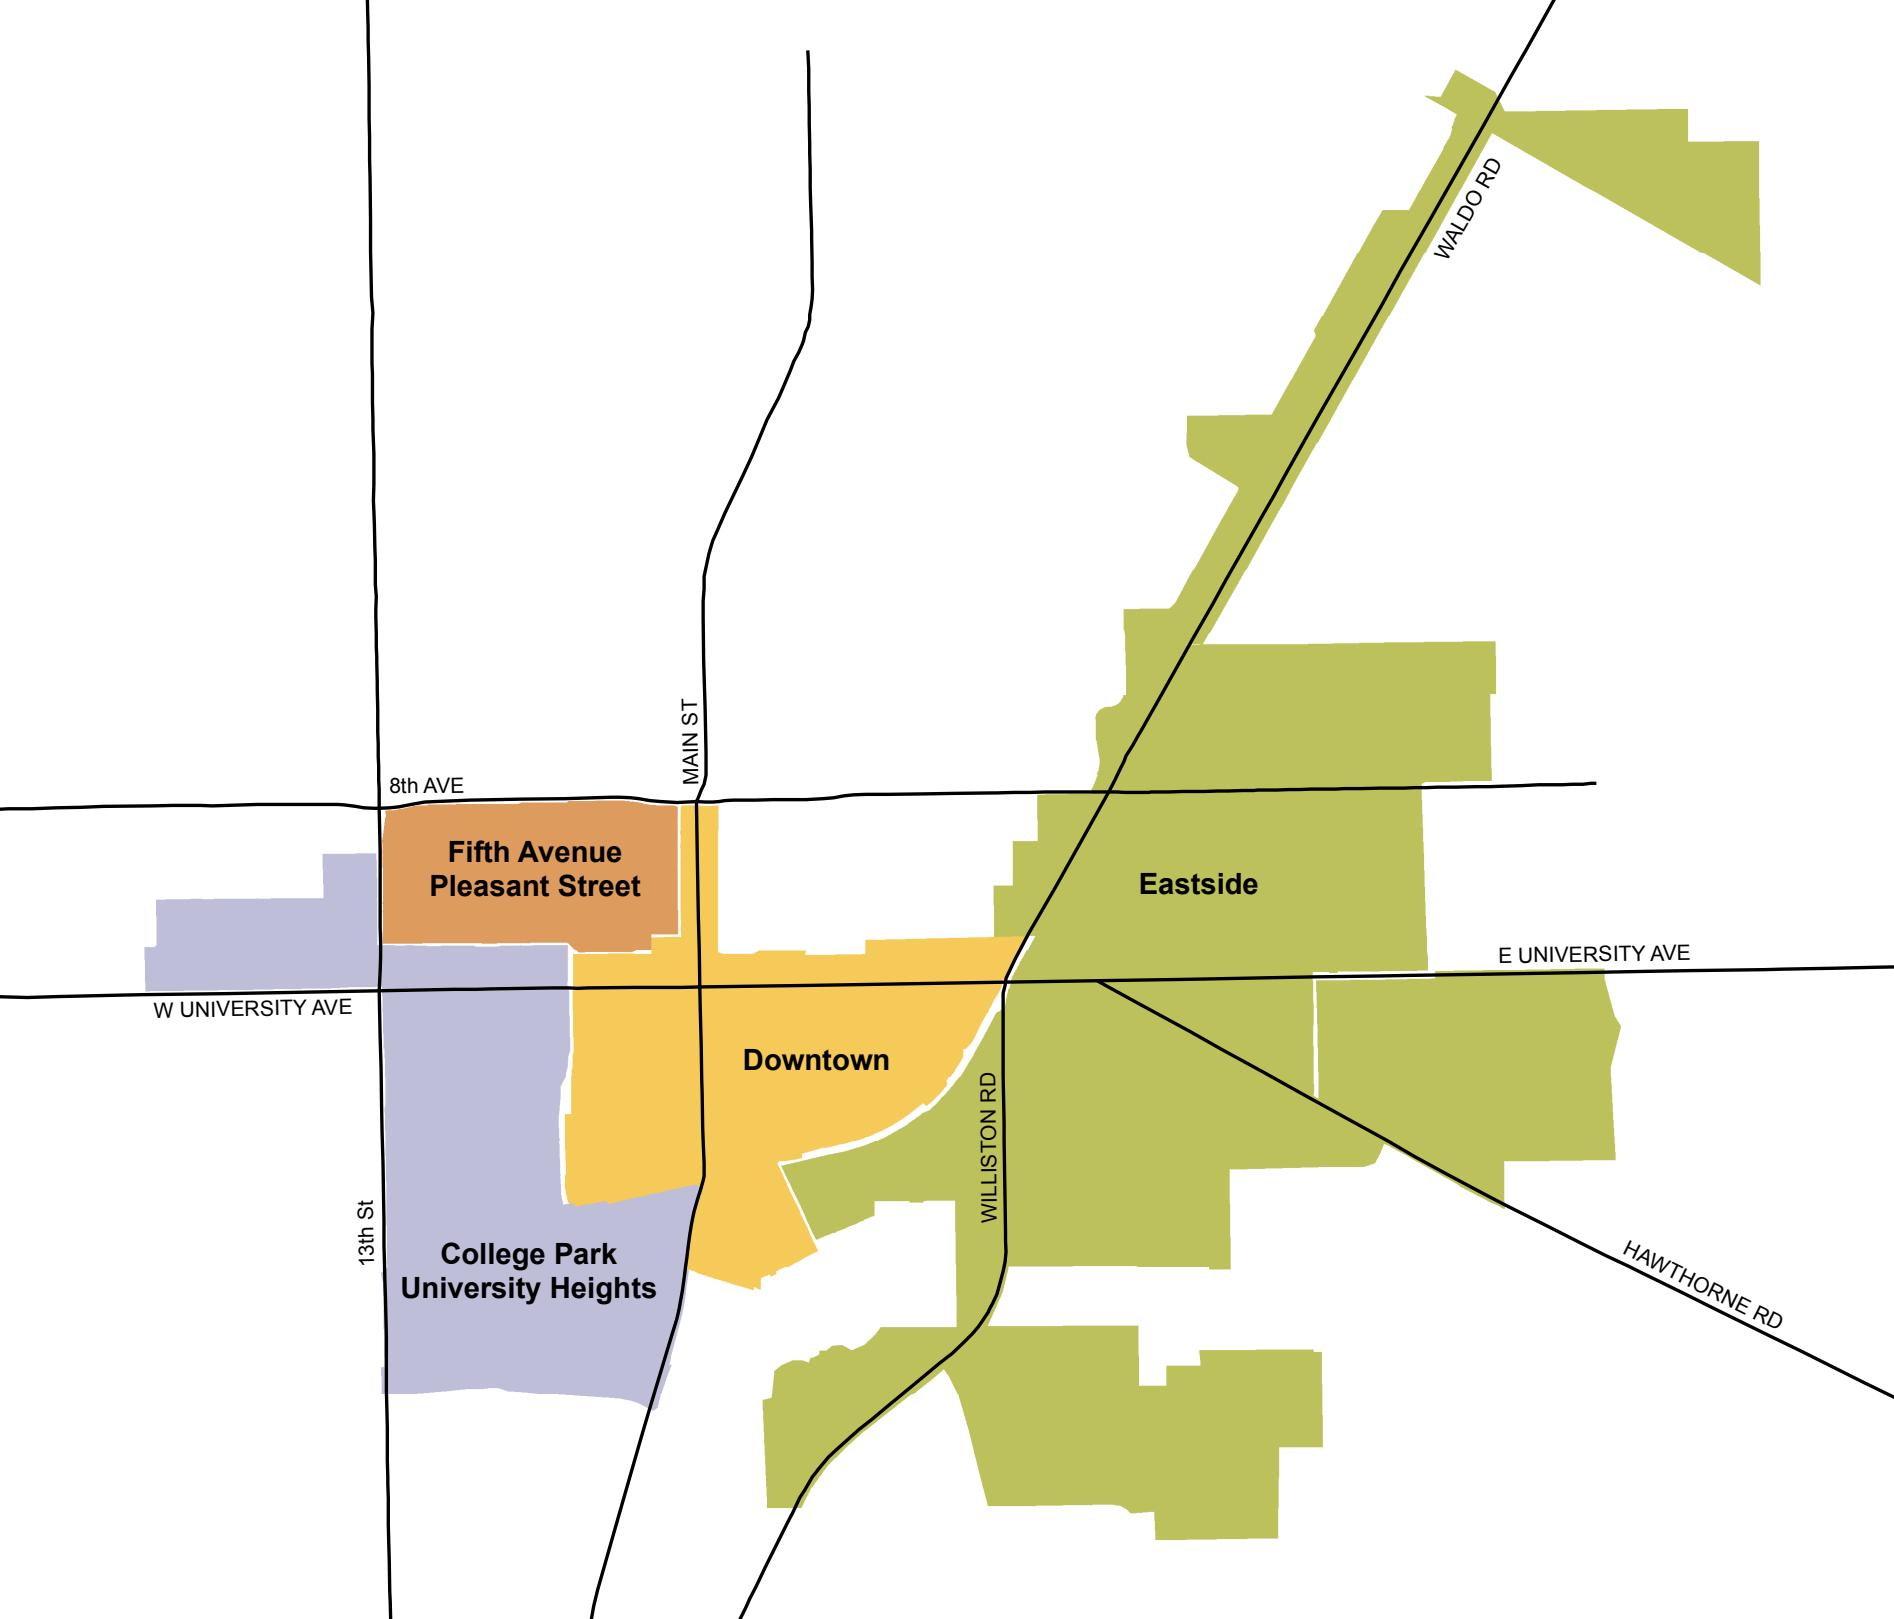 WALDO RD
MAIN ST
8th AVE
Fifth Avenue
Pleasant Street
Eastside
E UNIVERSITY AVE
W UNIVERSITY AVE
Downtown
WILLISTON RD
13th St
College Park
University Heights
HAWTHORNE RD